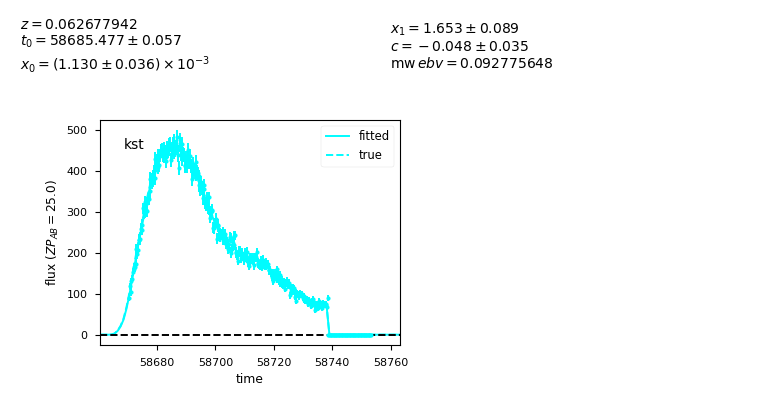 z = 0.062677942
t₀ = 58685.477 ± 0.057
x₀ = (1.130 ± 0.036) × 10⁻³
x₁ = 1.653 ± 0.089
c = −0.048 ± 0.035
mw ebv = 0.092775648
kst
fitted
true
flux (ZP_AB = 25.0)
500
400
300
200
100
0
58680 58700 58720 58740 58760
time